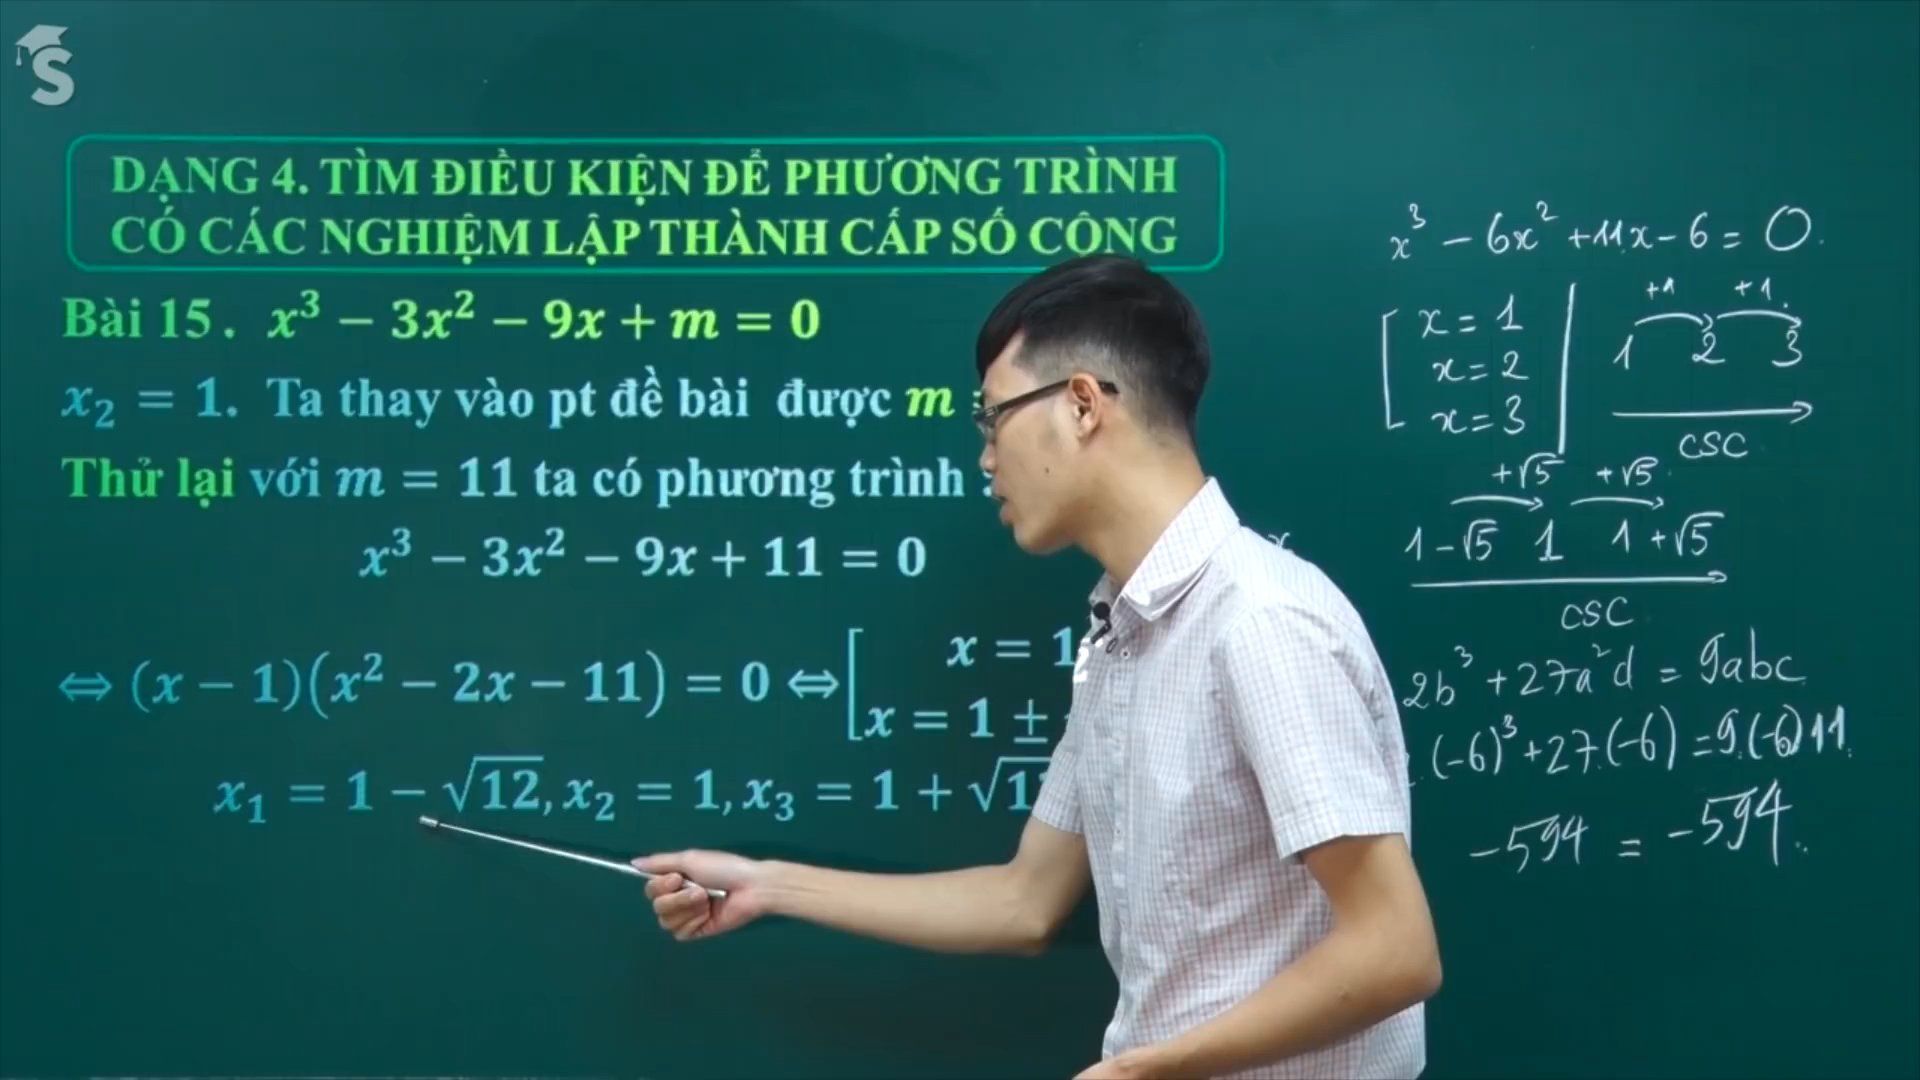 S
DẠNG 4. TÌM ĐIỀU KIỆN ĐỂ PHƯƠNG TRÌNH
CÓ CÁC NGHIỆM LẬP THÀNH CẤP SỐ CỘNG
Bài 15. x³ − 3x² − 9x + m = 0
x₂ = 1. Ta thay vào pt đề bài được m
Thử lại với m = 11 ta có phương trình :
x³ − 3x² − 9x + 11 = 0
⇔ (x − 1)(x² − 2x − 11) = 0 ⇔ [ x = 1
x = 1 ±
x₁ = 1 − √12, x₂ = 1, x₃ = 1 + √1
x³ − 6x² + 11x − 6 = 0.
+1 +1.
x = 1
x = 2
x = 3
1 2 3
CSC
+√5 +√5.
1 − √5 1 1 + √5
CSC
2b³ + 27a²d = 9abc
(-6)³ + 27.(-6) = 9.(-6)11.
-594 = -594.